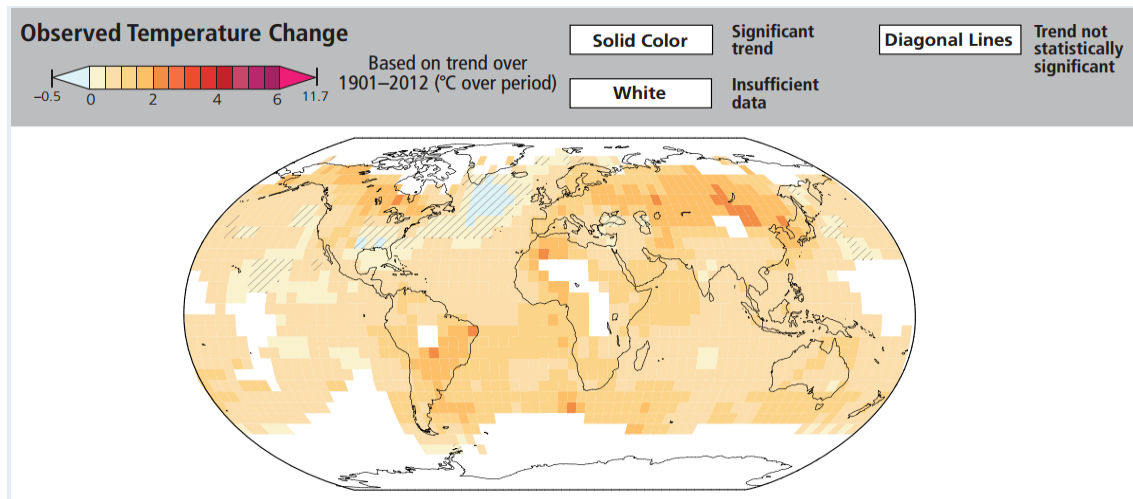 Observed Temperature Change
−0.5 0 2 4 6 11.7
Based on trend over
1901–2012 (°C over period)
Solid Color
Significant
trend
White
Insufficient
data
Diagonal Lines
Trend not
statistically
significant